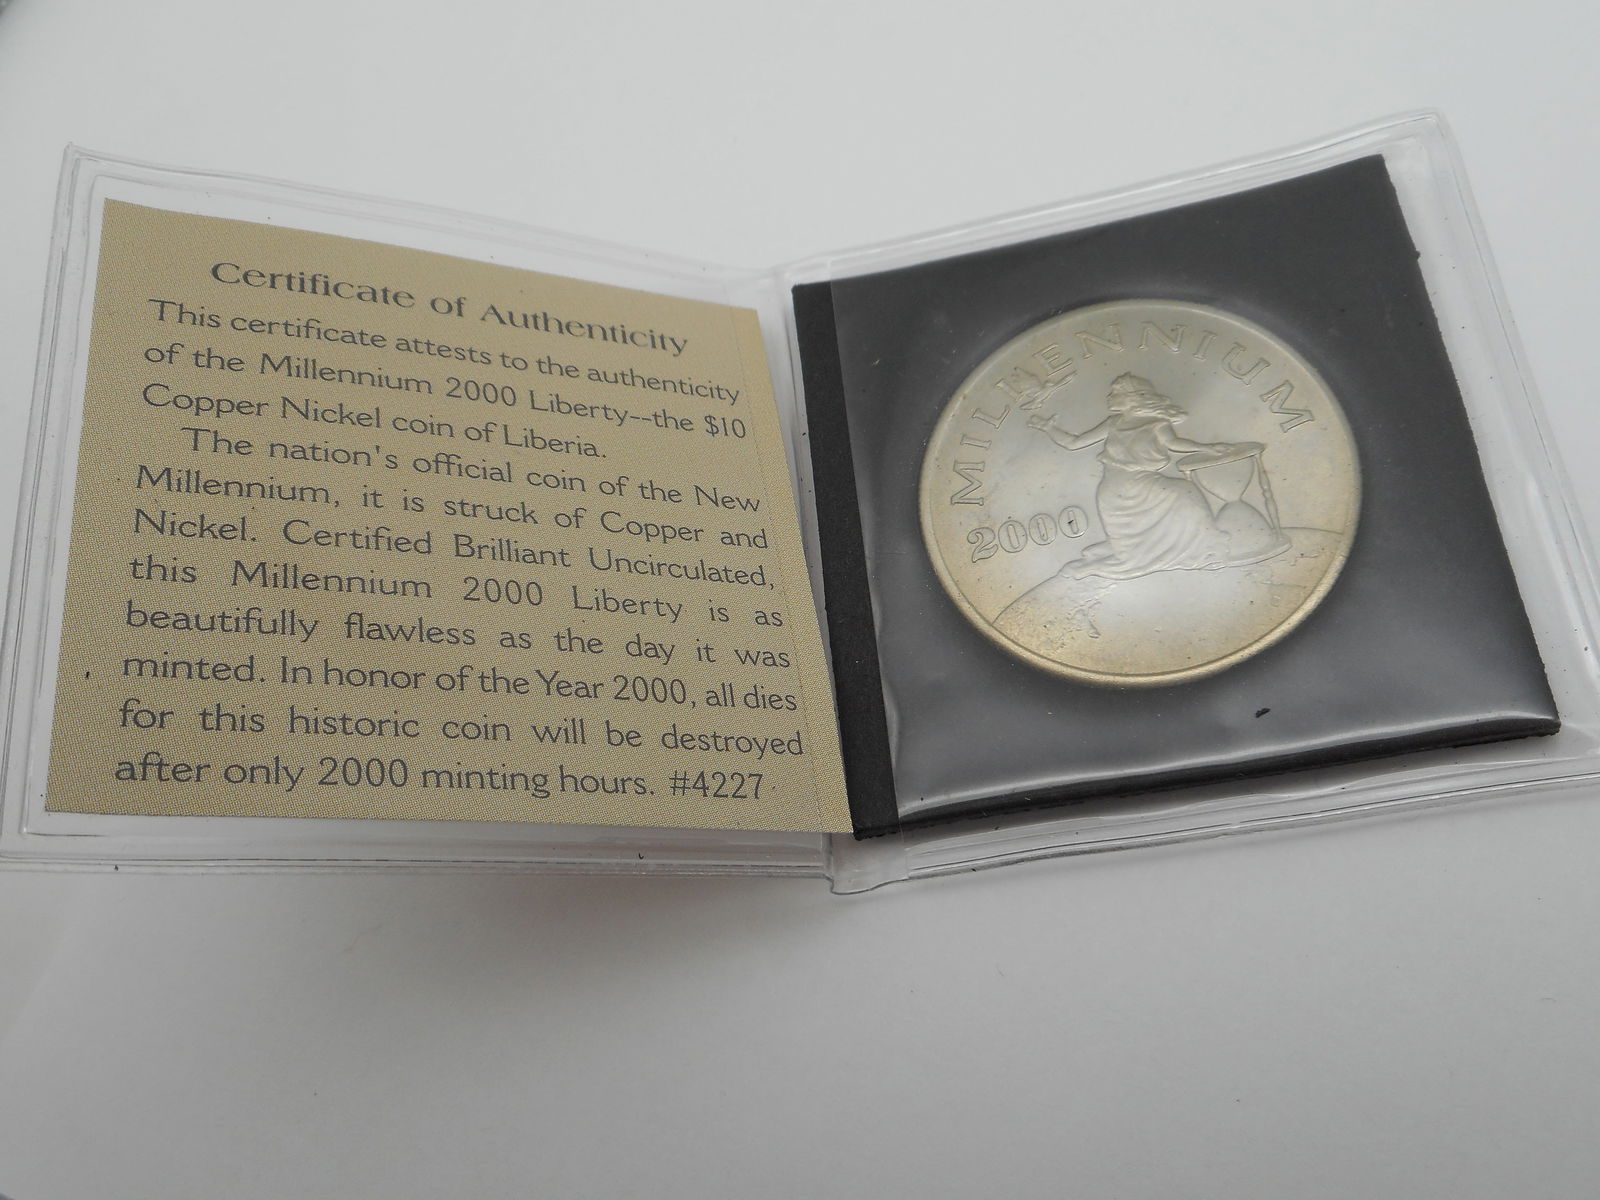 Certificate of Authenticity
This certificate attests to the authenticity
of the Millennium 2000 Liberty--the $10
Copper Nickel coin of Liberia.
The nation's official coin of the New
Millennium, it is struck of Copper and
Nickel. Certified Brilliant Uncirculated,
this Millennium 2000 Liberty is as
beautifully flawless as the day it was
minted. In honor of the Year 2000, all dies
for this historic coin will be destroyed
after only 2000 minting hours. #4227
MILLENNIUM
2000